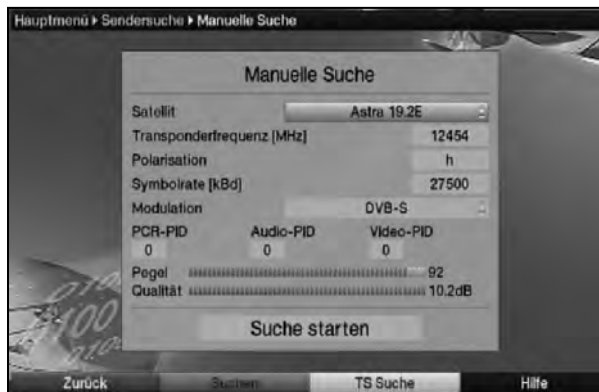 Hauptmenü ▸ Sendersuche ▸ Manuelle Suche
Manuelle Suche
Satellit Astra 19.2E
Transponderfrequenz [MHz] 12454
Polarisation h
Symbolrate [kBd] 27500
Modulation DVB-S
PCR-PID Audio-PID Video-PID
0 0 0
Pegel 92
Qualität 10.2dB
Suche starten
Zurück Suchen TS Suche Hilfe